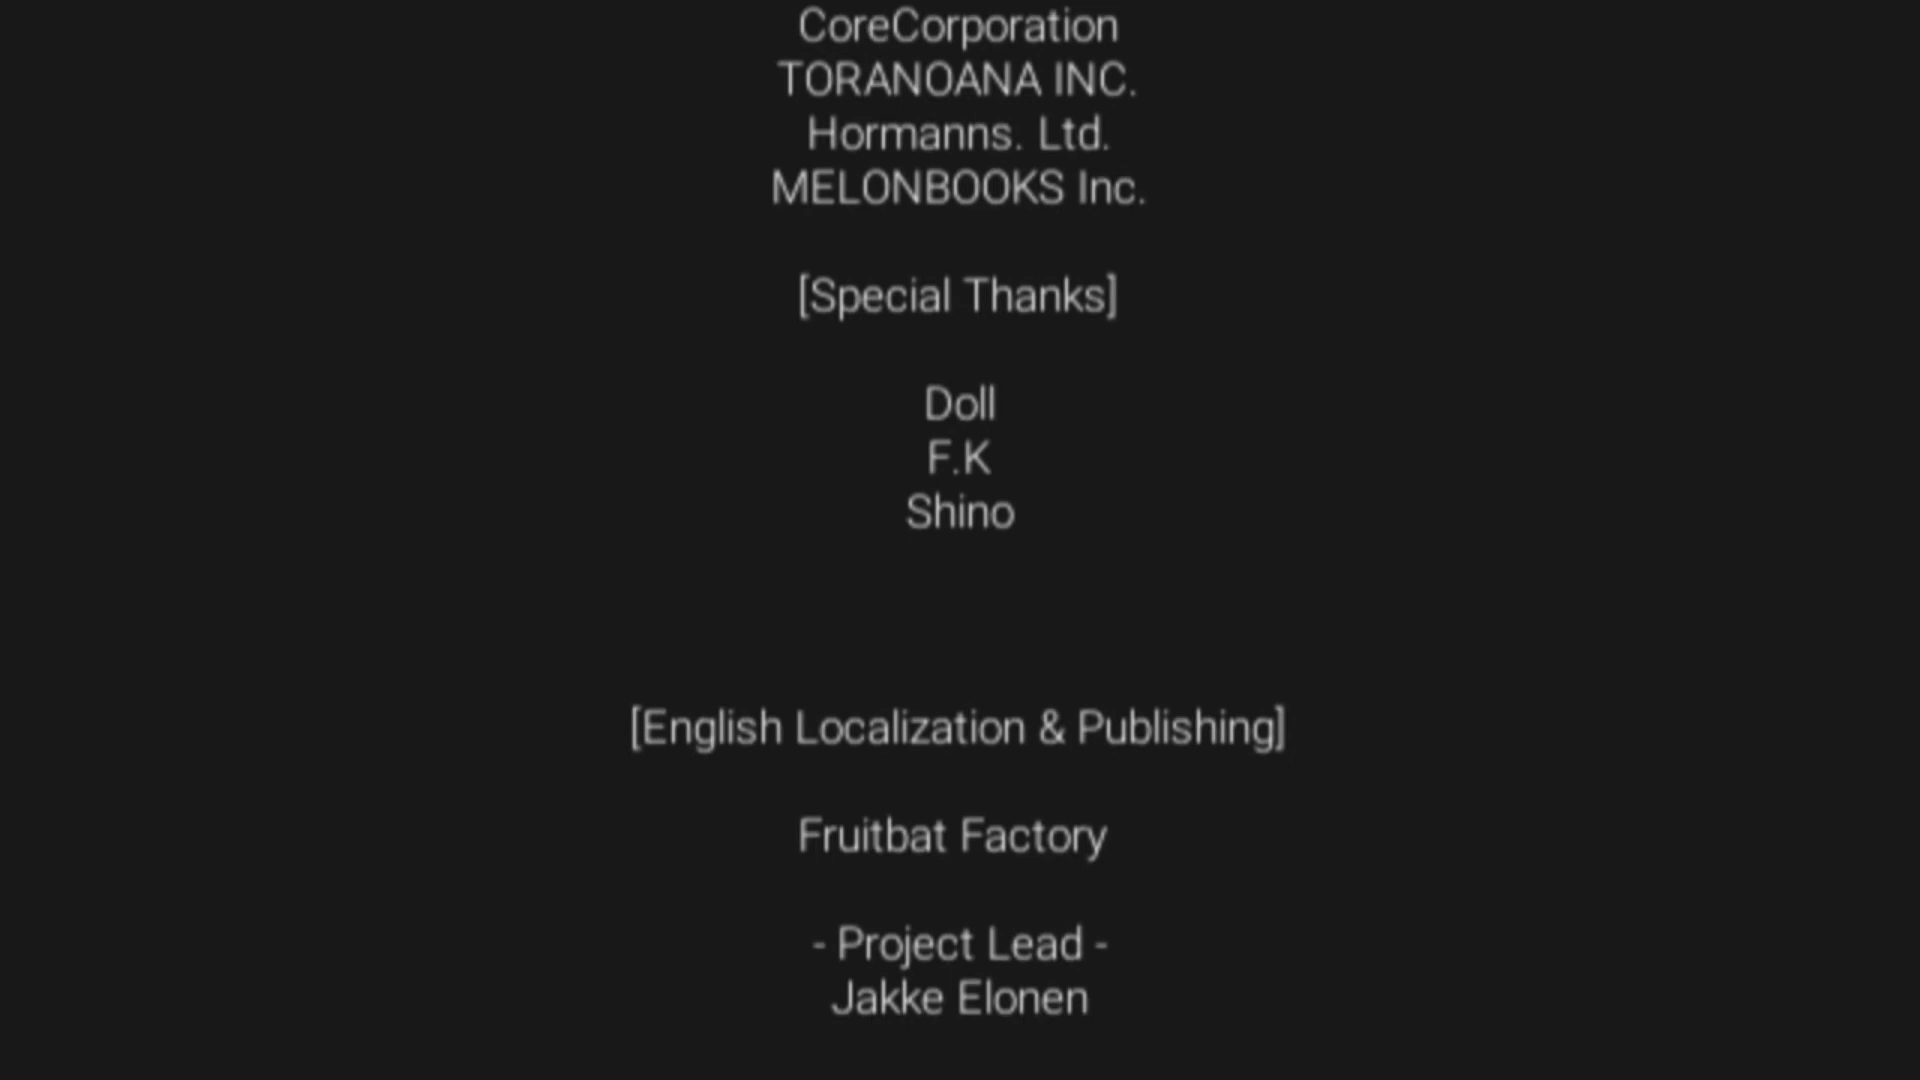 CoreCorporation
TORANOANA INC.
Hormanns. Ltd.
MELONBOOKS Inc.
[Special Thanks]
Doll
F.K
Shino
[English Localization & Publishing]
Fruitbat Factory
- Project Lead -
Jakke Elonen